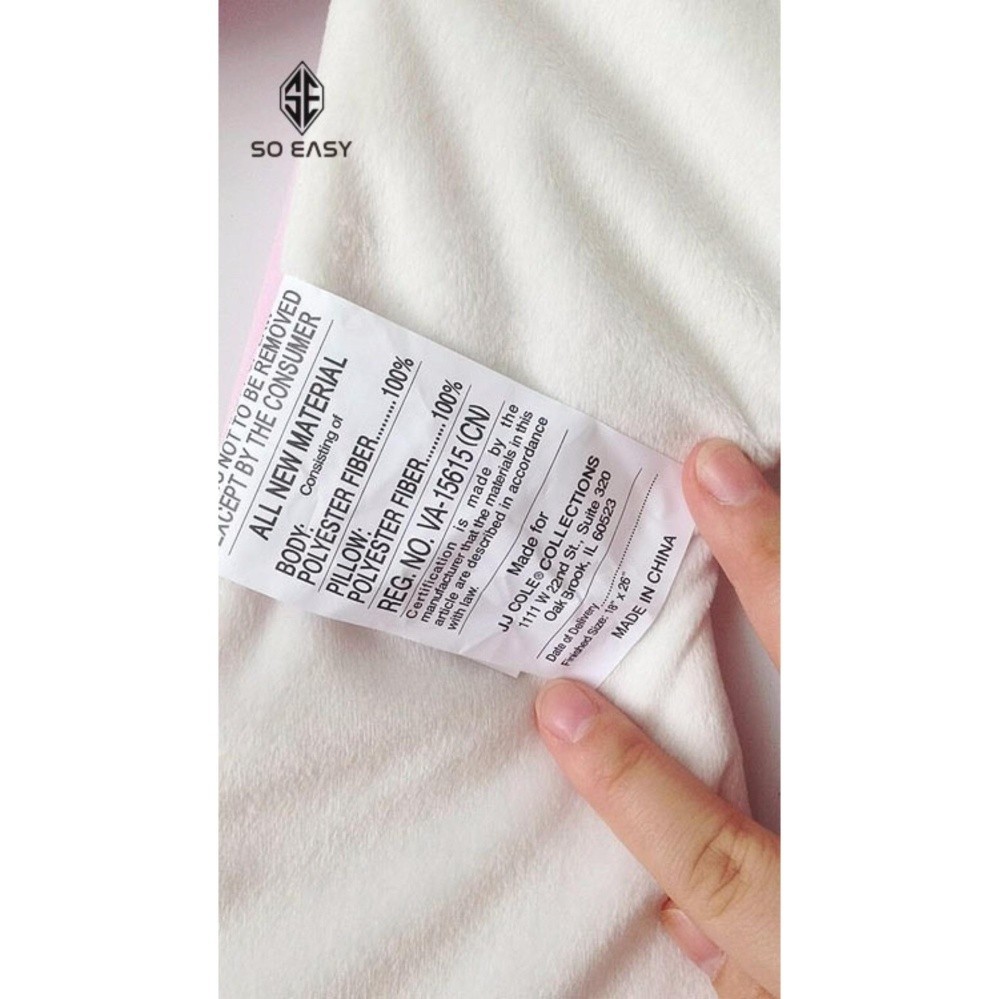 SE
SO EASY
NOT TO BE REMOVED
EXCEPT BY THE CONSUMER
ALL NEW MATERIAL
Consisting of
BODY:
POLYESTER FIBER......... 100%
PILLOW:
POLYESTER FIBER......... 100%
REG. NO. VA-15615 (CN)
Certification is made by the
manufacturer that the materials in this
article are described in accordance
with law.
Made for
JJ COLE® COLLECTIONS
1111 W 22nd St., Suite 320
Oak Brook, IL 60523
Date of Delivery.....................
Finished Size: 18" x 26"
MADE IN CHINA